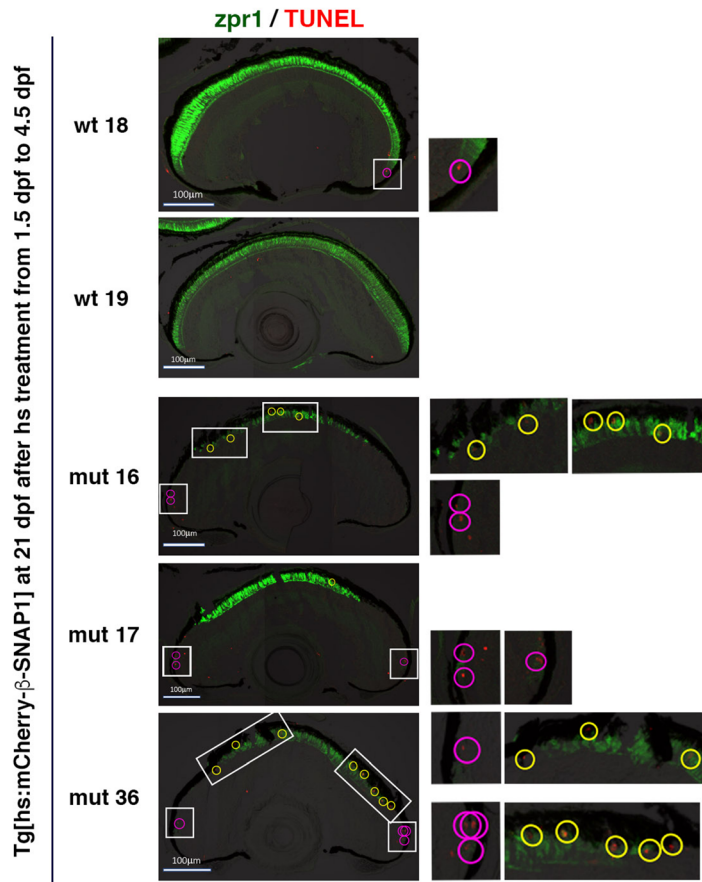 zpr1 / TUNEL
Tg[hs:mCherry-β-SNAP1] at 21 dpf after hs treatment from 1.5 dpf to 4.5 dpf
wt 18
100µm
wt 19
100µm
mut 16
100µm
mut 17
100µm
mut 36
100µm